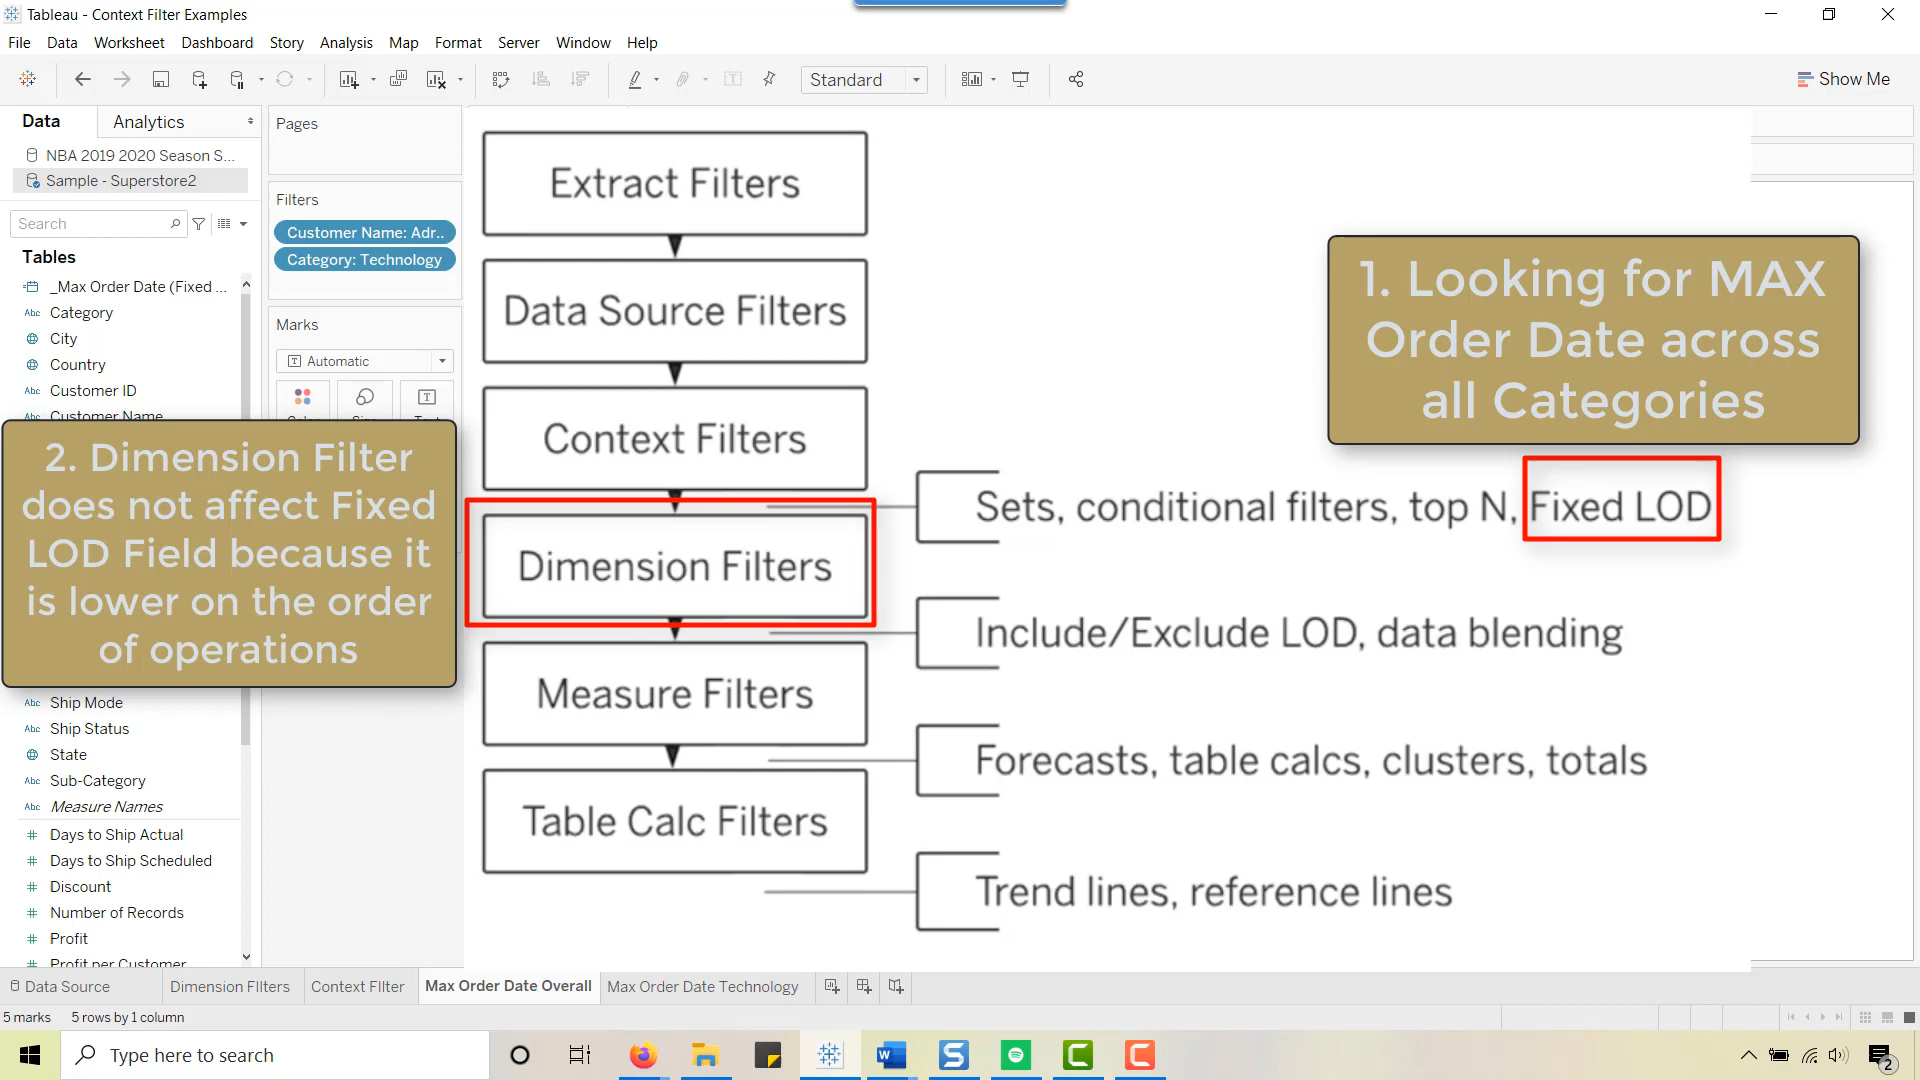 Tableau - Context Filter Examples
File Data Worksheet Dashboard Story Analysis Map Format Server Window Help
Standard
Show Me
Data
Analytics
NBA 2019 2020 Season S...
Sample - Superstore2
Search
Tables
_Max Order Date (Fixed ...
Category
City
Country
Customer ID
Customer Name
Pages
Filters
Customer Name: Adr..
Category: Technology
Marks
Automatic
2. Dimension Filter
does not affect Fixed
LOD Field because it
is lower on the order
of operations
Ship Mode
Ship Status
State
Sub-Category
Measure Names
Days to Ship Actual
Days to Ship Scheduled
Discount
Number of Records
Profit
Profit per Customer
Extract Filters
Data Source Filters
Context Filters
Dimension Filters
Measure Filters
Table Calc Filters
1. Looking for MAX
Order Date across
all Categories
Sets, conditional filters, top N, Fixed LOD
Include/Exclude LOD, data blending
Forecasts, table calcs, clusters, totals
Trend lines, reference lines
Data Source
Dimension FIlters
Context FIlter
Max Order Date Overall
Max Order Date Technology
5 marks
5 rows by 1 column
Type here to search
2